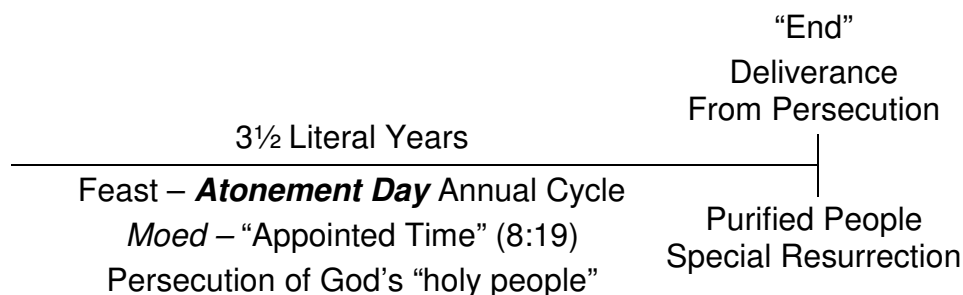 “End”
Deliverance
From Persecution
3½ Literal Years
Feast – Atonement Day Annual Cycle
Moed – “Appointed Time” (8:19)
Persecution of God’s “holy people”
Purified People
Special Resurrection